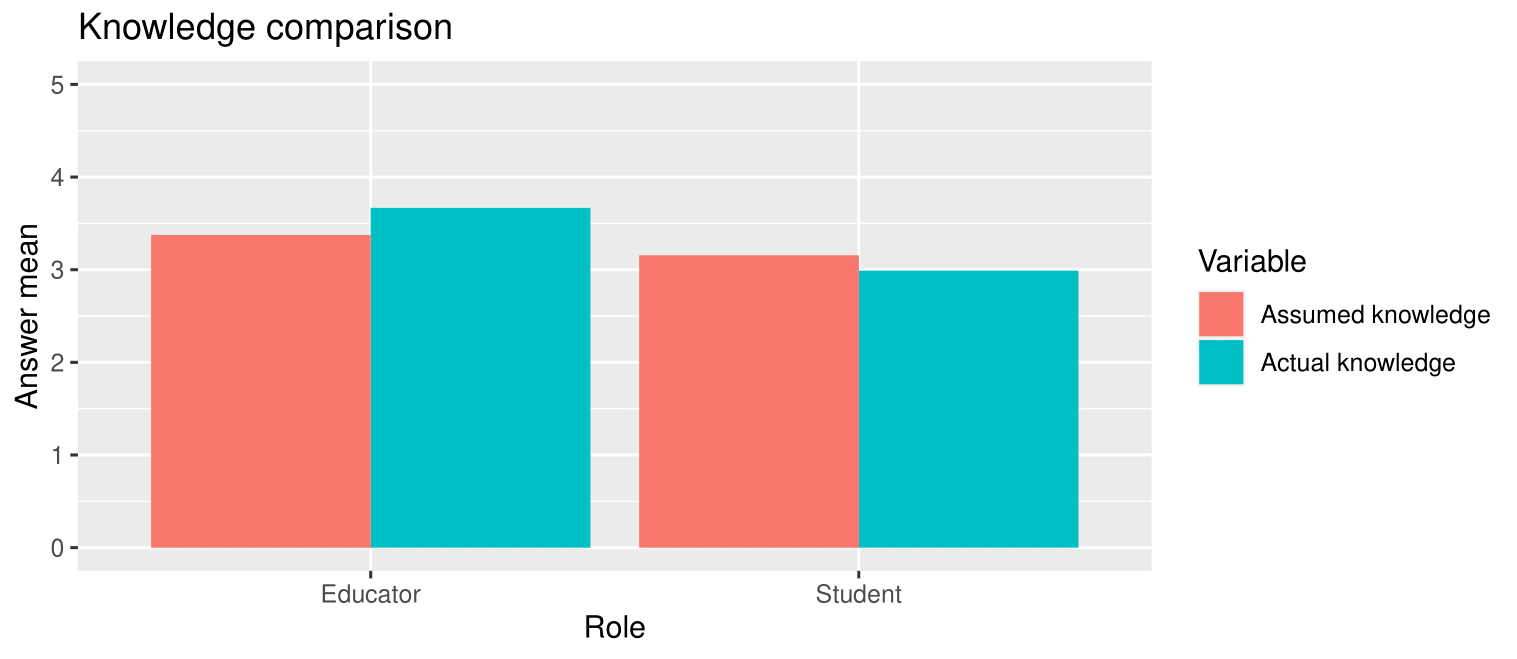 Knowledge comparison
5
4
3
2
1
0
Answer mean
Educator
Student
Role
Variable
Assumed knowledge
Actual knowledge